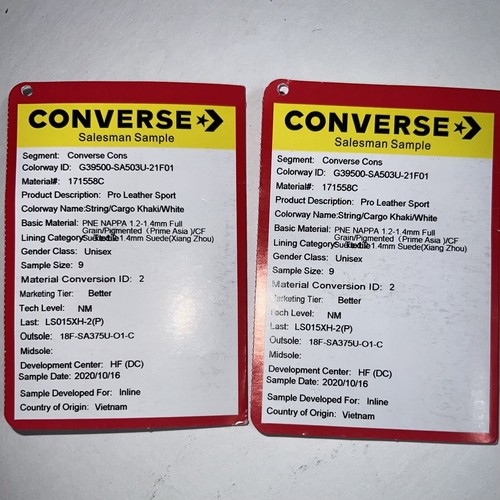 CONVERSE
Salesman Sample
Segment: Converse Cons
Colorway ID: G39500-SA503U-21F01
Material#: 171558C
Product Description: Pro Leather Sport
Colorway Name:String/Cargo Khaki/White
Basic Material: PNE NAPPA 1.2-1.4mm Full
Grain/Pigmented (Prime Asia )/CF
Lining Category: 1.4mm Suede(Xiang Zhou)
Gender Class: Unisex
Sample Size: 9
Material Conversion ID: 2
Marketing Tier: Better
Tech Level: NM
Last: LS015XH-2(P)
Outsole: 18F-SA375U-O1-C
Midsole:
Development Center: HF (DC)
Sample Date: 2020/10/16
Sample Developed For: Inline
Country of Origin: Vietnam
CONVERSE
Salesman Sample
Segment: Converse Cons
Colorway ID: G39500-SA503U-21F01
Material#: 171558C
Product Description: Pro Leather Sport
Colorway Name:String/Cargo Khaki/White
Basic Material: PNE NAPPA 1.2-1.4mm Full
Grain/Pigmented (Prime Asia )/CF
Lining Category: 1.4mm Suede(Xiang Zhou)
Gender Class: Unisex
Sample Size: 9
Material Conversion ID: 2
Marketing Tier: Better
Tech Level: NM
Last: LS015XH-2(P)
Outsole: 18F-SA375U-O1-C
Midsole:
Development Center: HF (DC)
Sample Date: 2020/10/16
Sample Developed For: Inline
Country of Origin: Vietnam